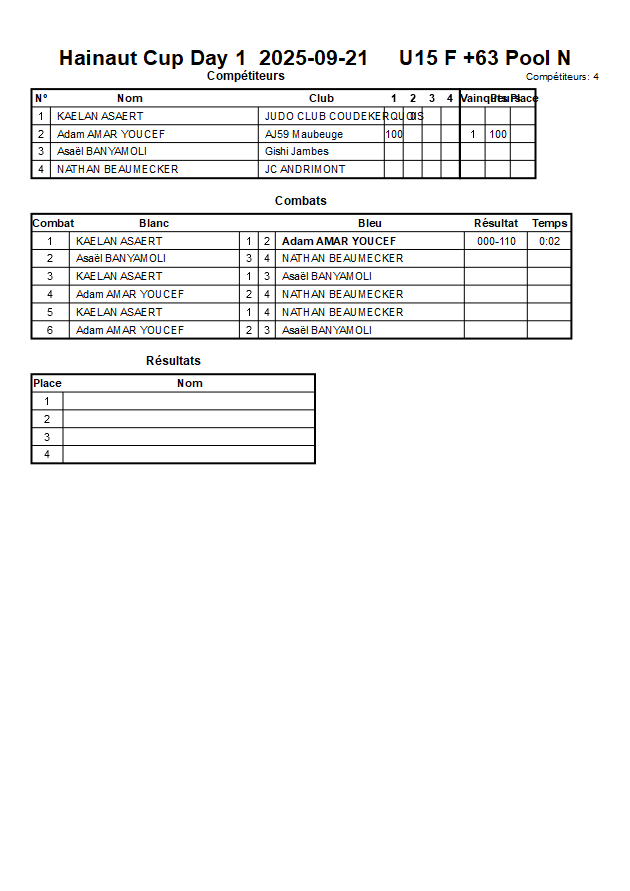 Hainaut Cup Day 1 2025-09-21 U15 F +63 Pool N
Compétiteurs
Compétiteurs: 4
Nº Nom Club 1 2 3 4 Vainqueurs Place
1 KAELAN ASAERT JUDO CLUB COUDEKERQUOIS 0
2 Adam AMAR YOUCEF AJ59 Maubeuge 100 1 100
3 Asaël BANYAMOLI Gishi Jambes
4 NATHAN BEAUMECKER JC ANDRIMONT
Combats
Combat Blanc Bleu Résultat Temps
1 KAELAN ASAERT 1 2 Adam AMAR YOUCEF 000-110 0:02
2 Asaël BANYAMOLI 3 4 NATHAN BEAUMECKER
3 KAELAN ASAERT 1 3 Asaël BANYAMOLI
4 Adam AMAR YOUCEF 2 4 NATHAN BEAUMECKER
5 KAELAN ASAERT 1 4 NATHAN BEAUMECKER
6 Adam AMAR YOUCEF 2 3 Asaël BANYAMOLI
Résultats
Place Nom
1
2
3
4